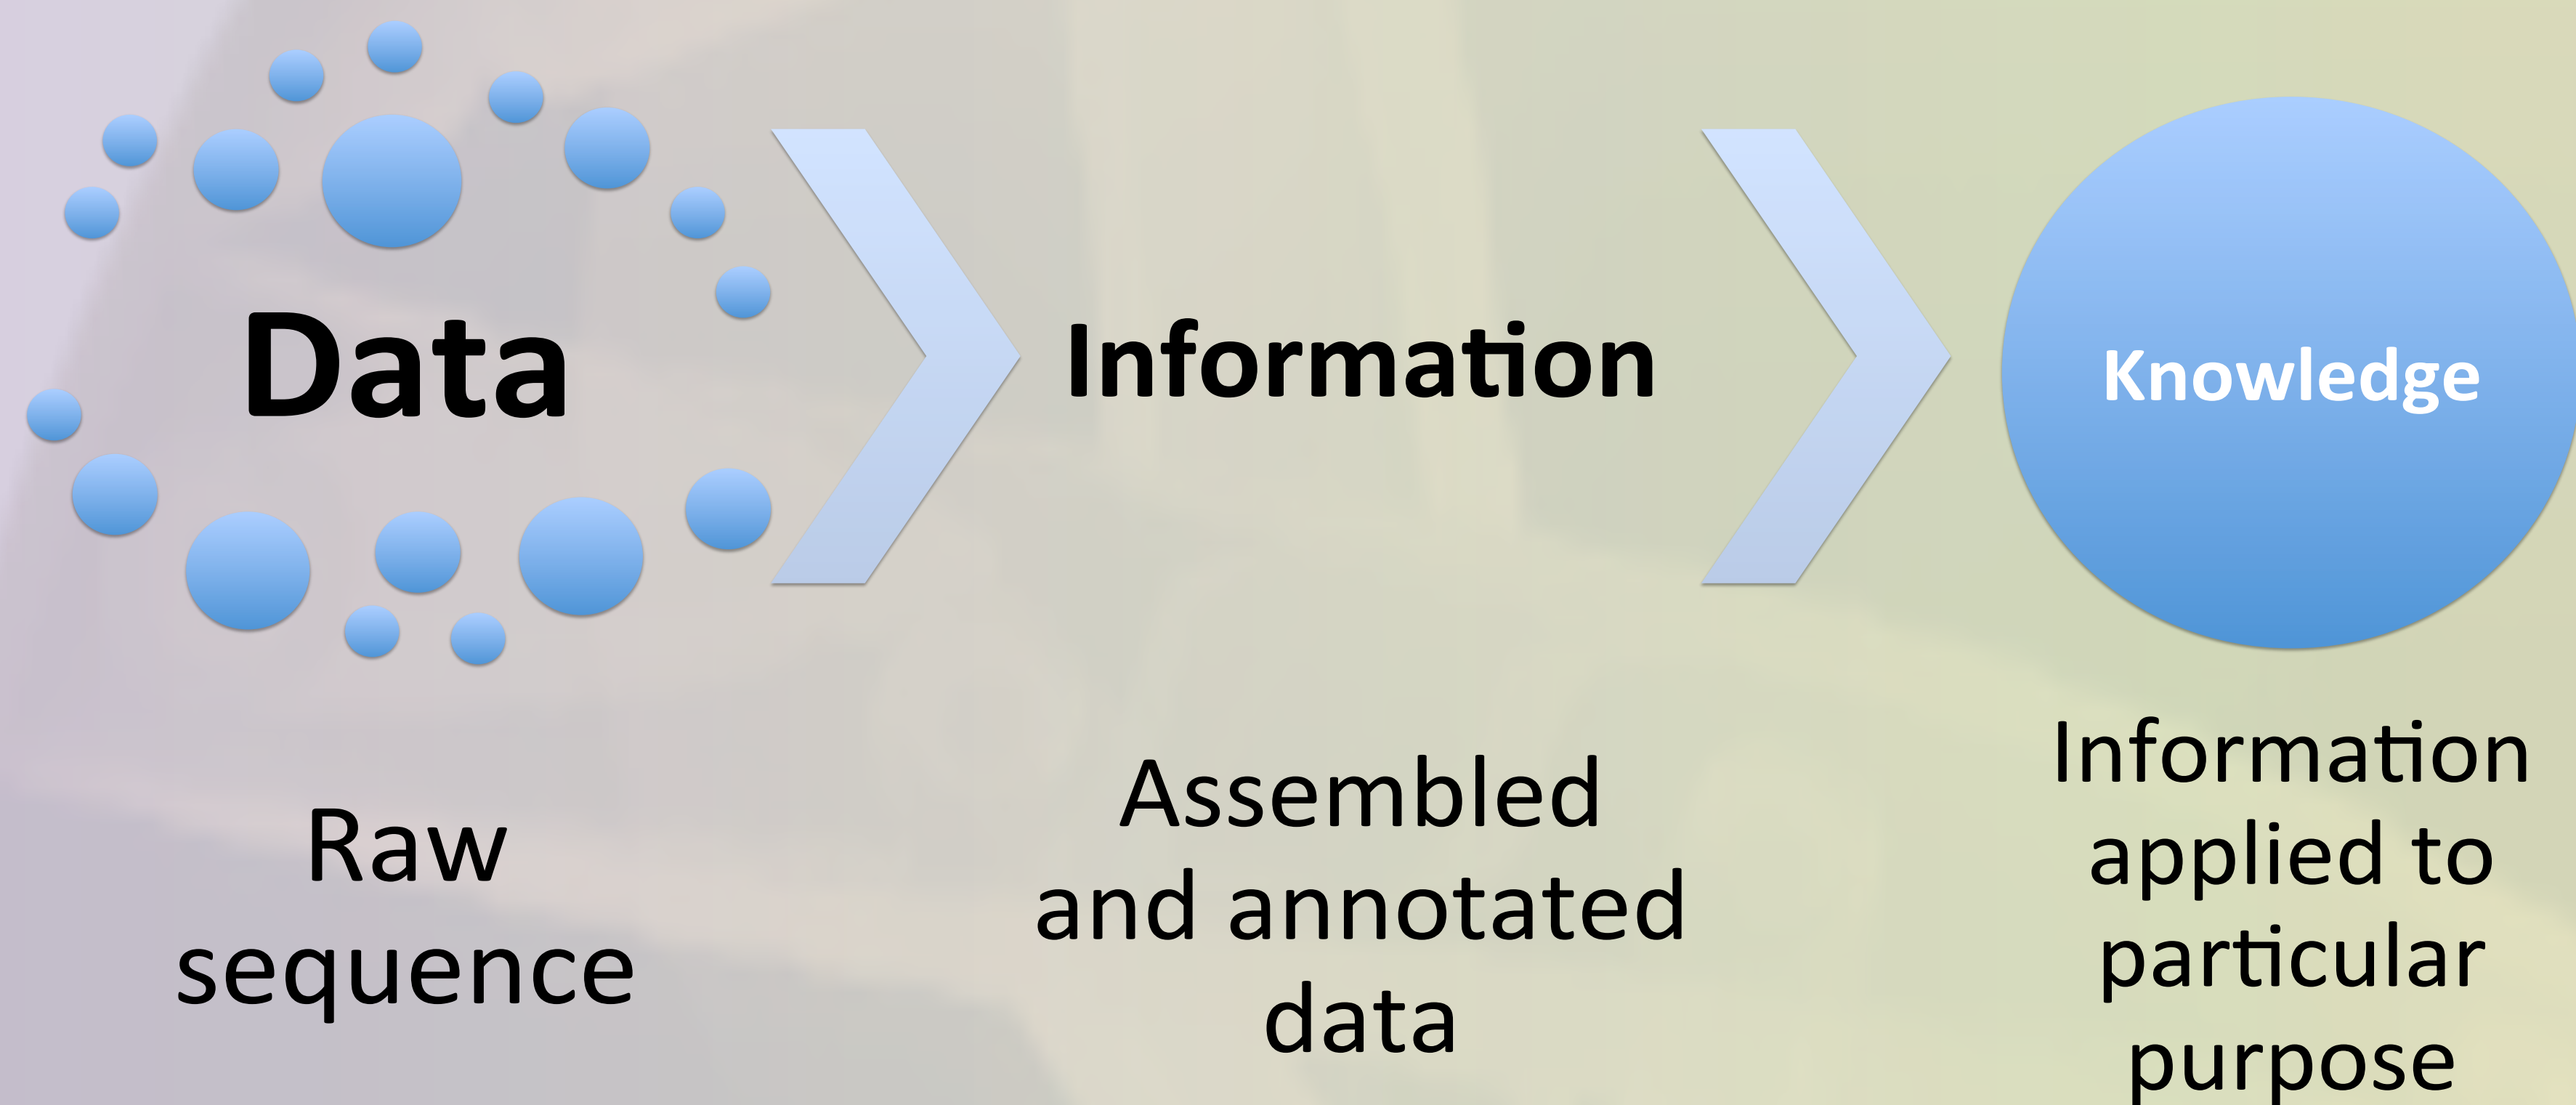 Data
Information
Knowledge
Raw
sequence
Assembled
and annotated
data
Information
applied to
particular
purpose